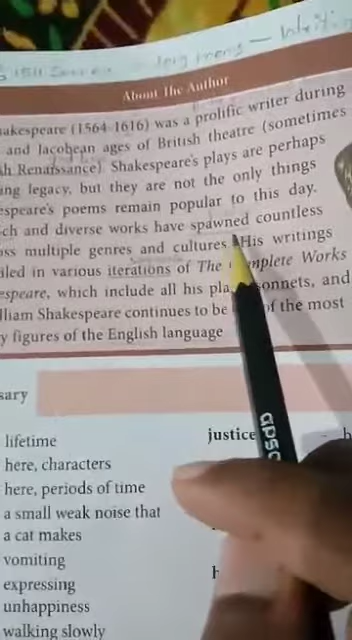 About the Author
akespeare (1564-1616) was a prolific writer during
and Jacobean ages of British theatre (sometimes
h Renaissance). Shakespeare's plays are perhaps
ing legacy, but they are not the only things
espeare's poems remain popular to this day.
ch and diverse works have spawned countless
ss multiple genres and cultures. His writings
iled in various iterations of The Complete Works
espeare, which include all his pla sonnets, and
lliam Shakespeare continues to be of the most
y figures of the English language
sary
lifetime
justice
here, characters
here, periods of time
a small weak noise that
a cat makes
vomiting
expressing
unhappiness
walking slowly
apsa